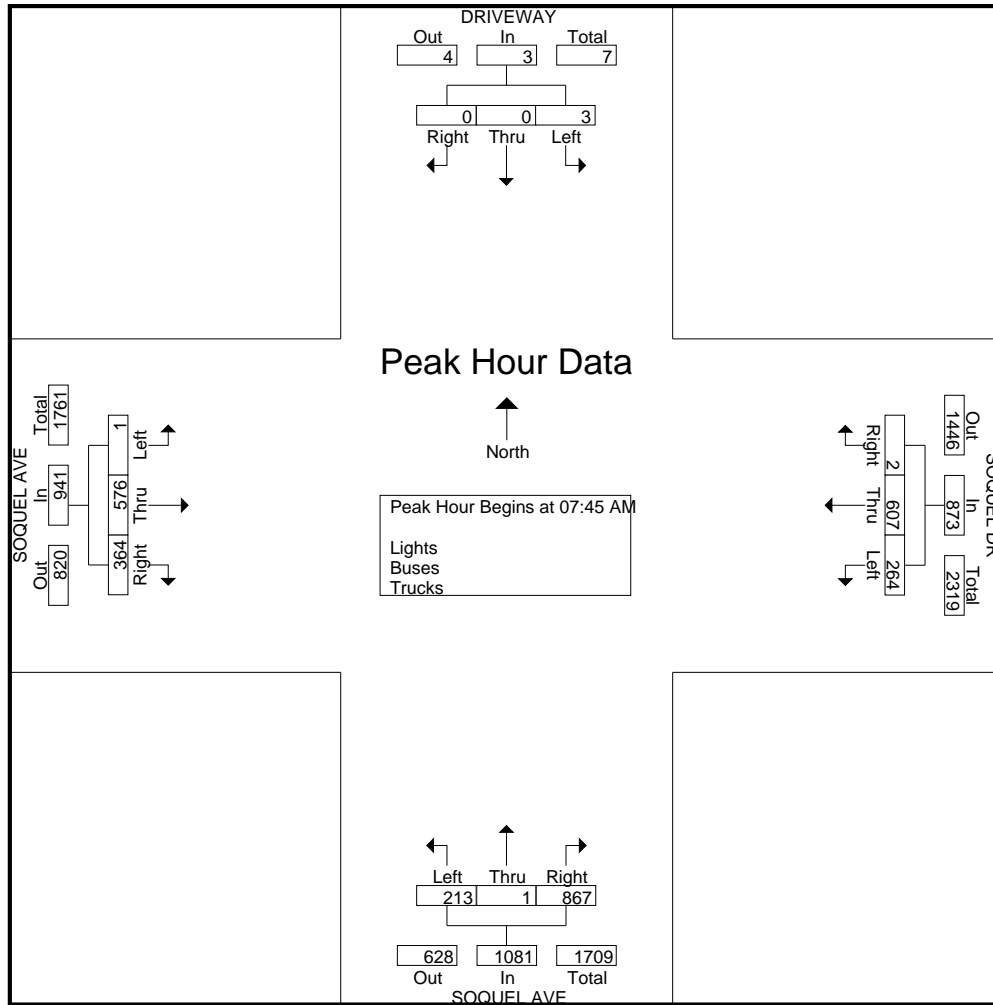 DRIVEWAY
Out In Total
4 3 7
0 0 3
Right Thru Left
Peak Hour Data
North
Peak Hour Begins at 07:45 AM
Lights
Buses
Trucks
SOQUEL AVE
Out In Total
820 941 1761
364 576 1
Right Thru Left
SOQUEL DR
Out In Total
1446 873 2319
2 607 264
Right Thru Left
Left Thru Right
213 1 867
628 1081 1709
Out In Total
SOQUEL AVE